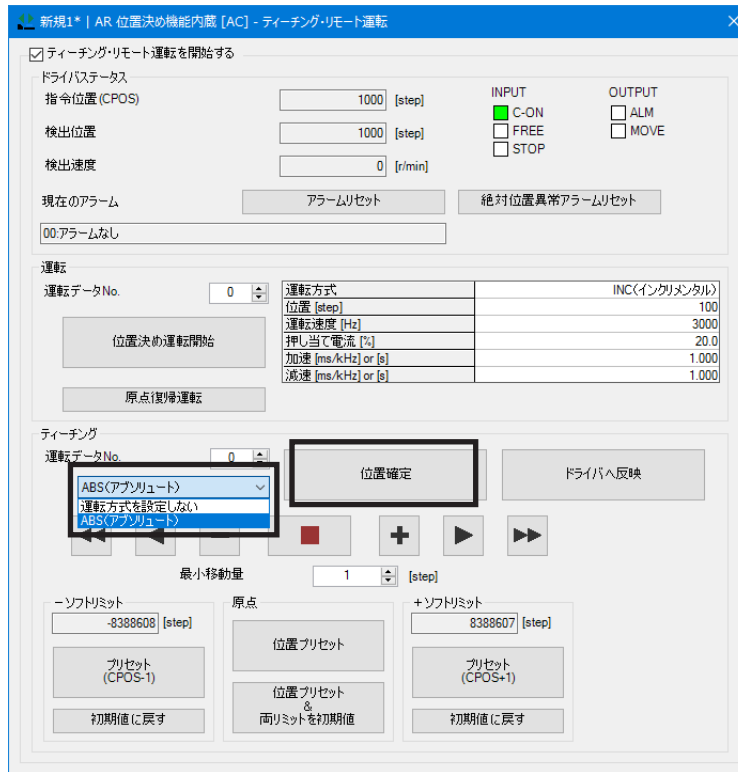 新規1* | AR 位置決め機能内蔵 [AC] - ティーチング・リモート運転
ティーチング・リモート運転を開始する
ドライバステータス
指令位置(CPOS) 1000 [step]
検出位置 1000 [step]
検出速度 0 [r/min]
INPUT
C-ON
FREE
STOP
OUTPUT
ALM
MOVE
現在のアラーム アラームリセット 絶対位置異常アラームリセット
00:アラームなし
運転
運転データNo. 0
位置決め運転開始
原点復帰運転
運転方式 INC(インクリメンタル)
位置 [step] 100
運転速度 [Hz] 3000
押し当て電流 [%] 20.0
加速 [ms/kHz] or [s] 1.000
減速 [ms/kHz] or [s] 1.000
ティーチング
運転データNo. 0
ABS(アブソリュート)
運転方式を設定しない
ABS(アブソリュート)
位置確定
ドライバへ反映
最小移動量 1 [step]
-ソフトリミット
-8388608 [step]
プリセット
(CPOS-1)
初期値に戻す
原点
位置プリセット
位置プリセット
&
両リミットを初期値
+ソフトリミット
8388607 [step]
プリセット
(CPOS+1)
初期値に戻す